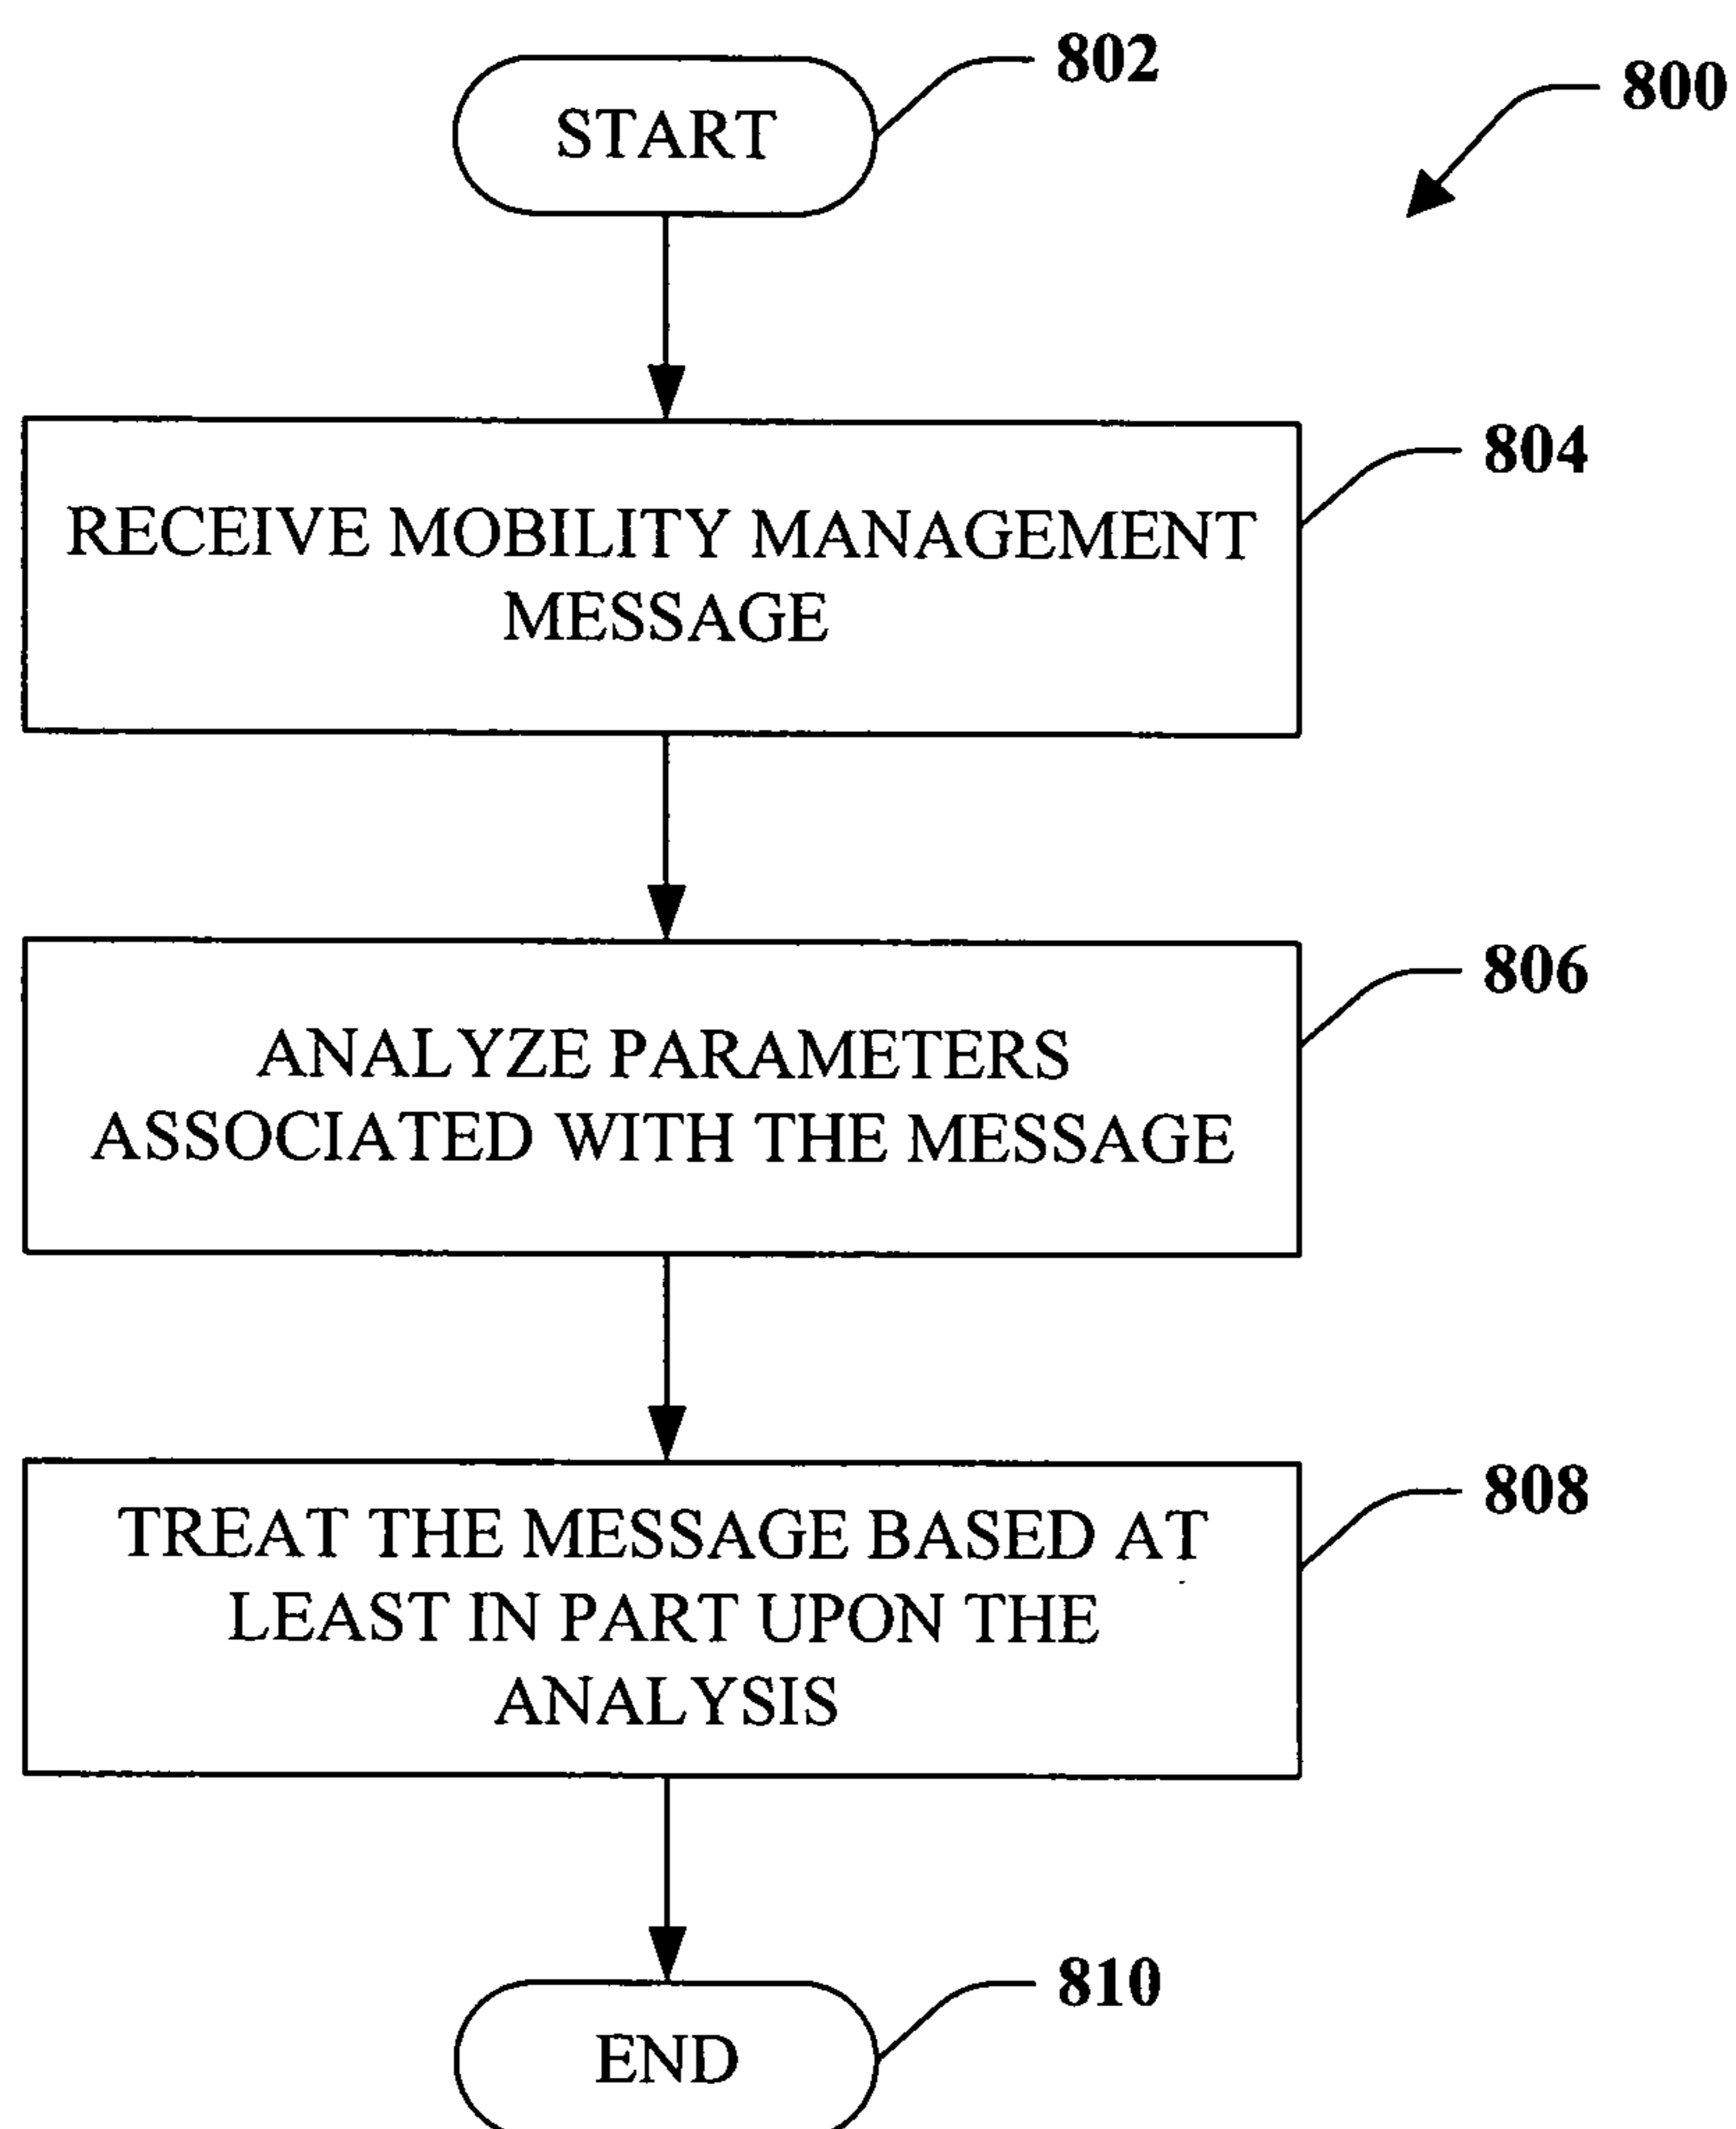 802
800
START
804
RECEIVE MOBILITY MANAGEMENT
MESSAGE
806
ANALYZE PARAMETERS
ASSOCIATED WITH THE MESSAGE
808
TREAT THE MESSAGE BASED AT
LEAST IN PART UPON THE
ANALYSIS
810
END